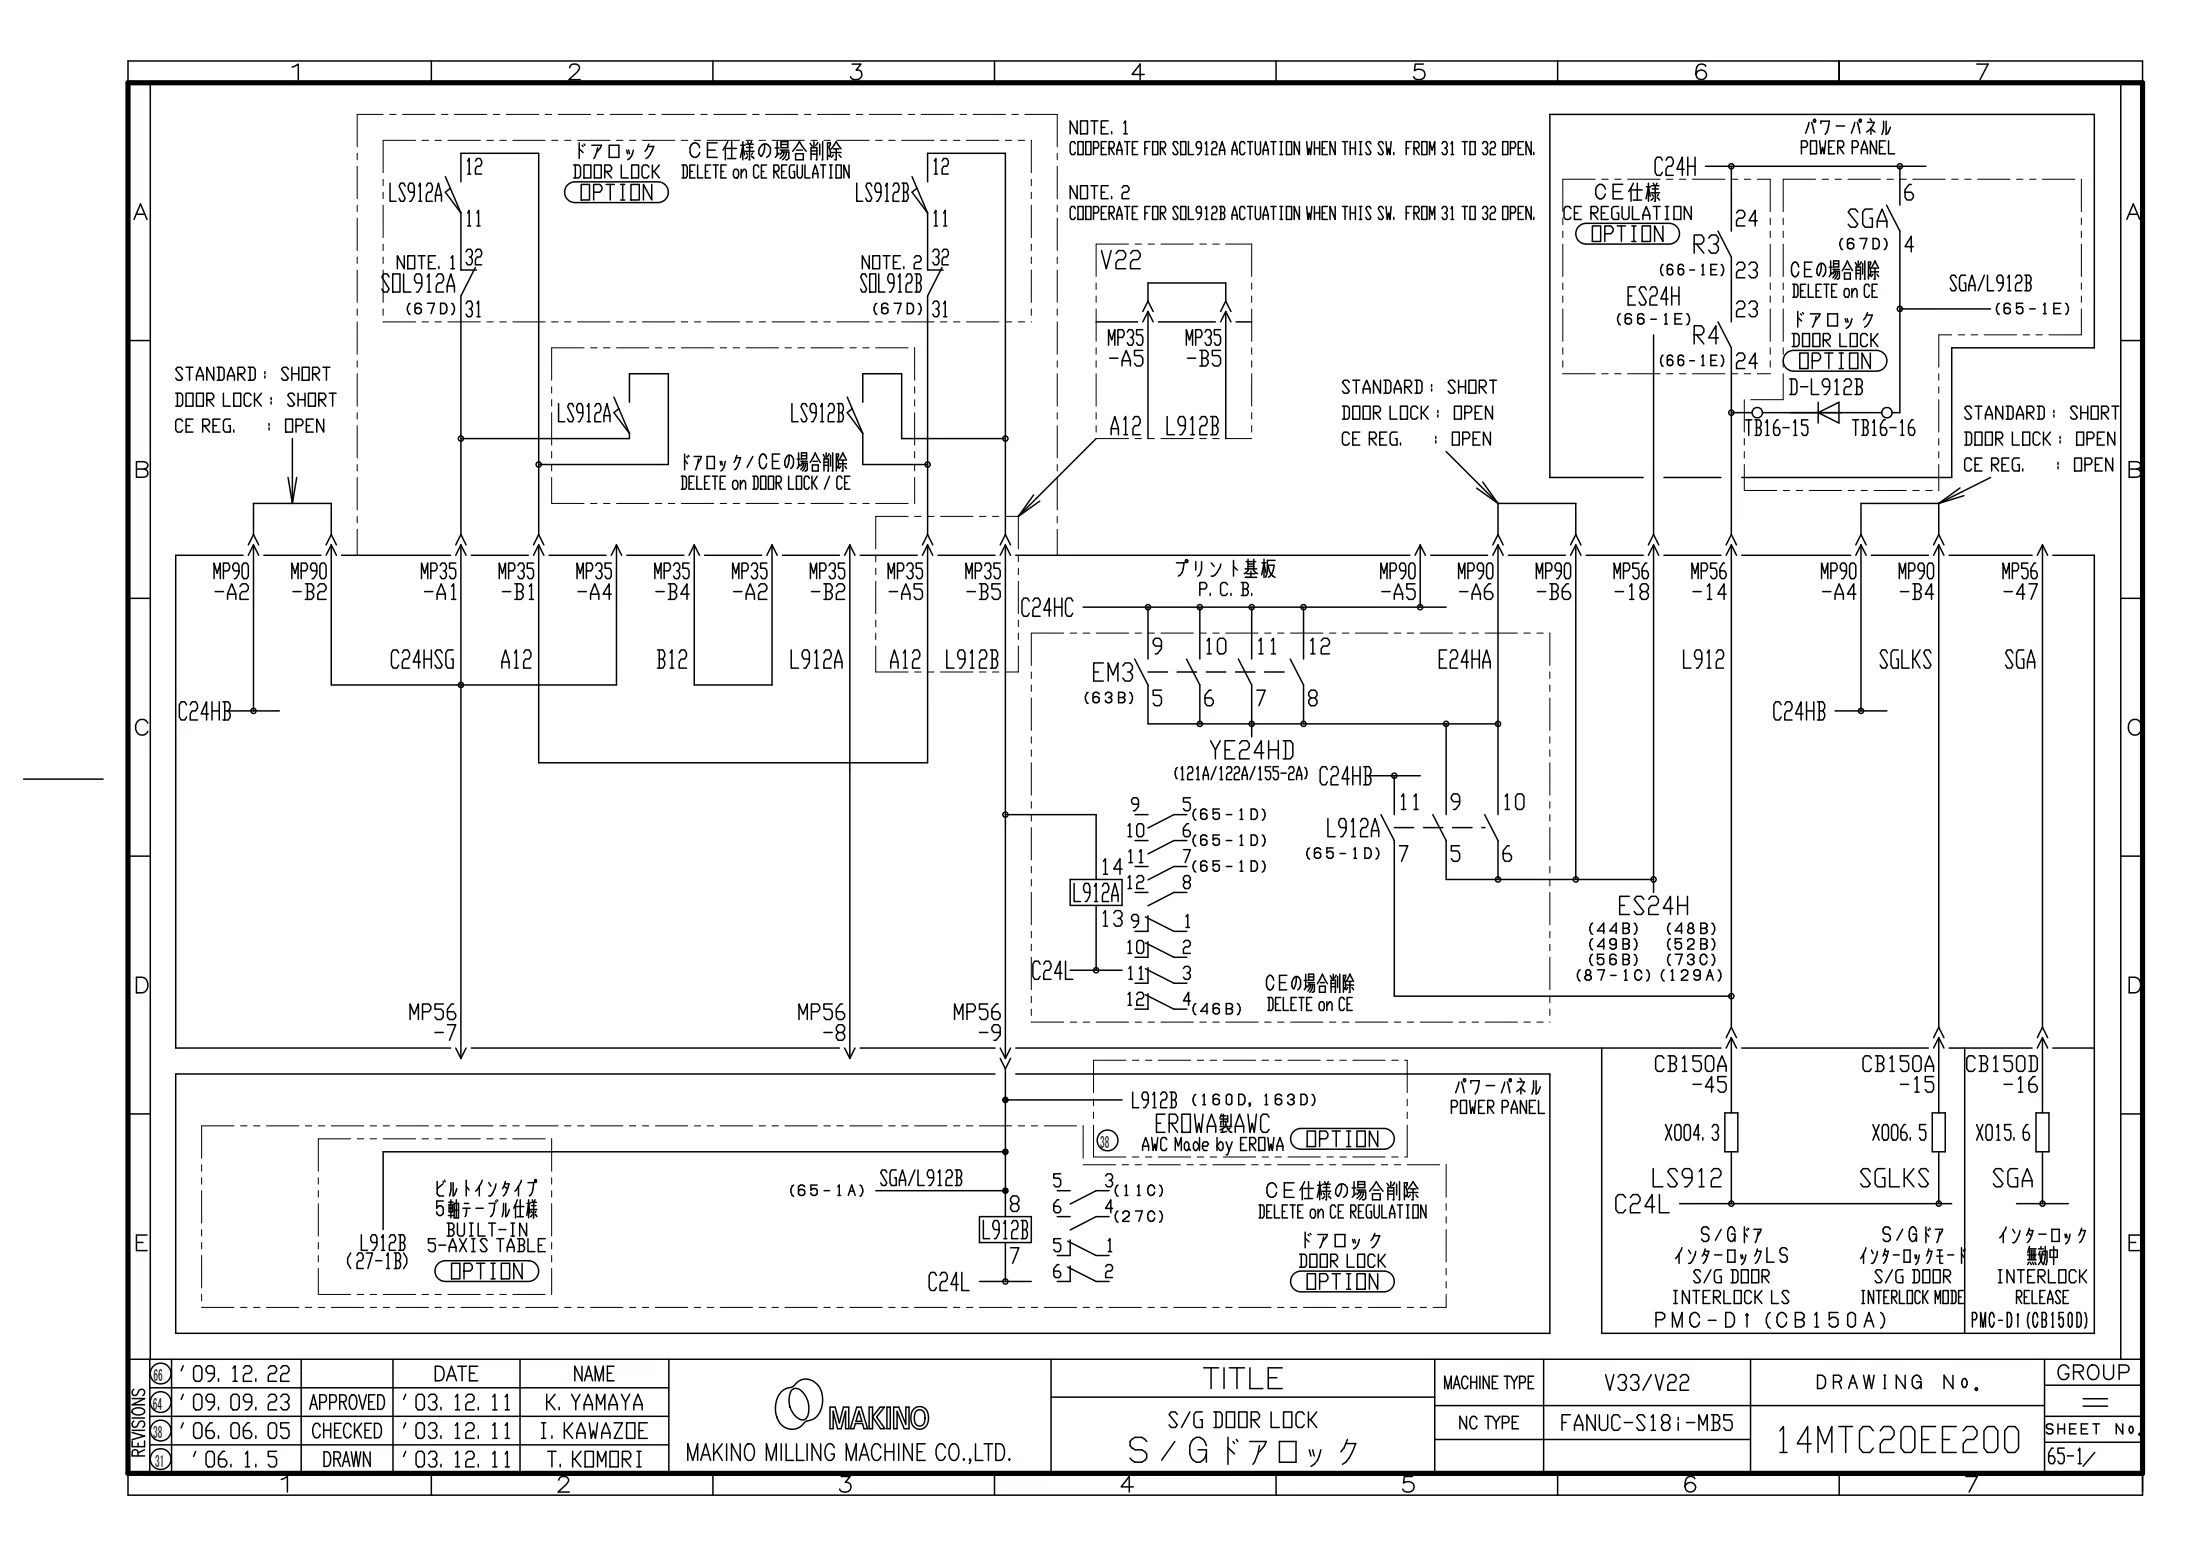 1 2 3 4 5 6 7
A
B
C
D
E
ドアロック
DOOR LOCK
OPTION
CE仕様の場合削除
DELETE on CE REGULATION
12
LS912A
11
NOTE. 1
32
SOL912A
(67D)
31
12
LS912B
11
NOTE. 2
32
SOL912B
(67D)
31
NOTE. 1
COOPERATE FOR SOL912A ACTUATION WHEN THIS SW. FROM 31 TO 32 OPEN.
NOTE. 2
COOPERATE FOR SOL912B ACTUATION WHEN THIS SW. FROM 31 TO 32 OPEN.
V22
MP35
-A5
MP35
-B5
A12
L912B
パワーパネル
POWER PANEL
C24H
CE仕様
CE REGULATION
OPTION
24
R3
(66-1E)
23
ES24H
(66-1E)
23
R4
(66-1E)
24
6
SGA
(67D)
4
CEの場合削除
DELETE on CE
ドアロック
DOOR LOCK
OPTION
SGA/L912B
(65-1E)
D-L912B
TB16-15
TB16-16
STANDARD: SHORT
DOOR LOCK: SHORT
CE REG. : OPEN
LS912A
LS912B
ドアロック/CEの場合削除
DELETE on DOOR LOCK / CE
STANDARD: SHORT
DOOR LOCK: OPEN
CE REG. : OPEN
STANDARD: SHORT
DOOR LOCK: OPEN
CE REG. : OPEN
MP90
-A2
MP90
-B2
MP35
-A1
MP35
-B1
MP35
-A4
MP35
-B4
MP35
-A2
MP35
-B2
MP35
-A5
MP35
-B5
プリント基板
P. C. B.
MP90
-A5
MP90
-A6
MP90
-B6
MP56
-18
MP56
-14
MP90
-A4
MP90
-B4
MP56
-47
C24HC
C24HB
C24HSG
A12
B12
L912A
A12
L912B
EM3
(63B)
9 10 11 12
5 6 7 8
E24HA
L912
SGLKS
SGA
C24HB
YE24HD
(121A/122A/155-2A)
C24HB
11 9 10
L912A
(65-1D)
7 5 6
9 5 (65-1D)
10 6 (65-1D)
11 7 (65-1D)
12 8
14
L912A
13
9 1
10 2
11 3
12 4 (46B)
C24L
CEの場合削除
DELETE on CE
ES24H
(44B) (48B)
(49B) (52B)
(56B) (73C)
(87-1C) (129A)
MP56
-7
MP56
-8
MP56
-9
L912B (160D, 163D)
EROWA製AWC
38
AWC Made by EROWA
OPTION
パワーパネル
POWER PANEL
ビルトインタイプ
5軸テーブル仕様
BUILT-IN
5-AXIS TABLE
OPTION
L912B
(27-1B)
(65-1A)
SGA/L912B
8
L912B
7
C24L
5 3 (11C)
6 4 (27C)
5 1
6 2
CE仕様の場合削除
DELETE on CE REGULATION
ドアロック
DOOR LOCK
OPTION
CB150A
-45
CB150A
-15
CB150D
-16
X004. 3
X006. 5
X015. 6
LS912
SGLKS
SGA
C24L
S/Gドア
インターロックLS
S/G DOOR
INTERLOCK LS
S/Gドア
インターロックモード
S/G DOOR
INTERLOCK MODE
PMC-D1(CB150A)
インターロック
無効中
INTERLOCK
RELEASE
PMC-D1(CB150D)
REVISIONS
66 '09. 12. 22 DATE NAME
64 '09. 09. 23 APPROVED '03. 12. 11 K. YAMAYA
38 '06. 06. 05 CHECKED '03. 12. 11 I. KAWAZOE
31 '06. 1. 5 DRAWN '03. 12. 11 T. KOMORI
MAKINO
MAKINO MILLING MACHINE CO.,LTD.
TITLE
S/G DOOR LOCK
S/Gドアロック
MACHINE TYPE V33/V22
NC TYPE FANUC-S18i-MB5
DRAWING No.
14MTC20EE200
GROUP
=
SHEET No.
65-1/
A
B
C
D
E
1 2 3 4 5 6 7